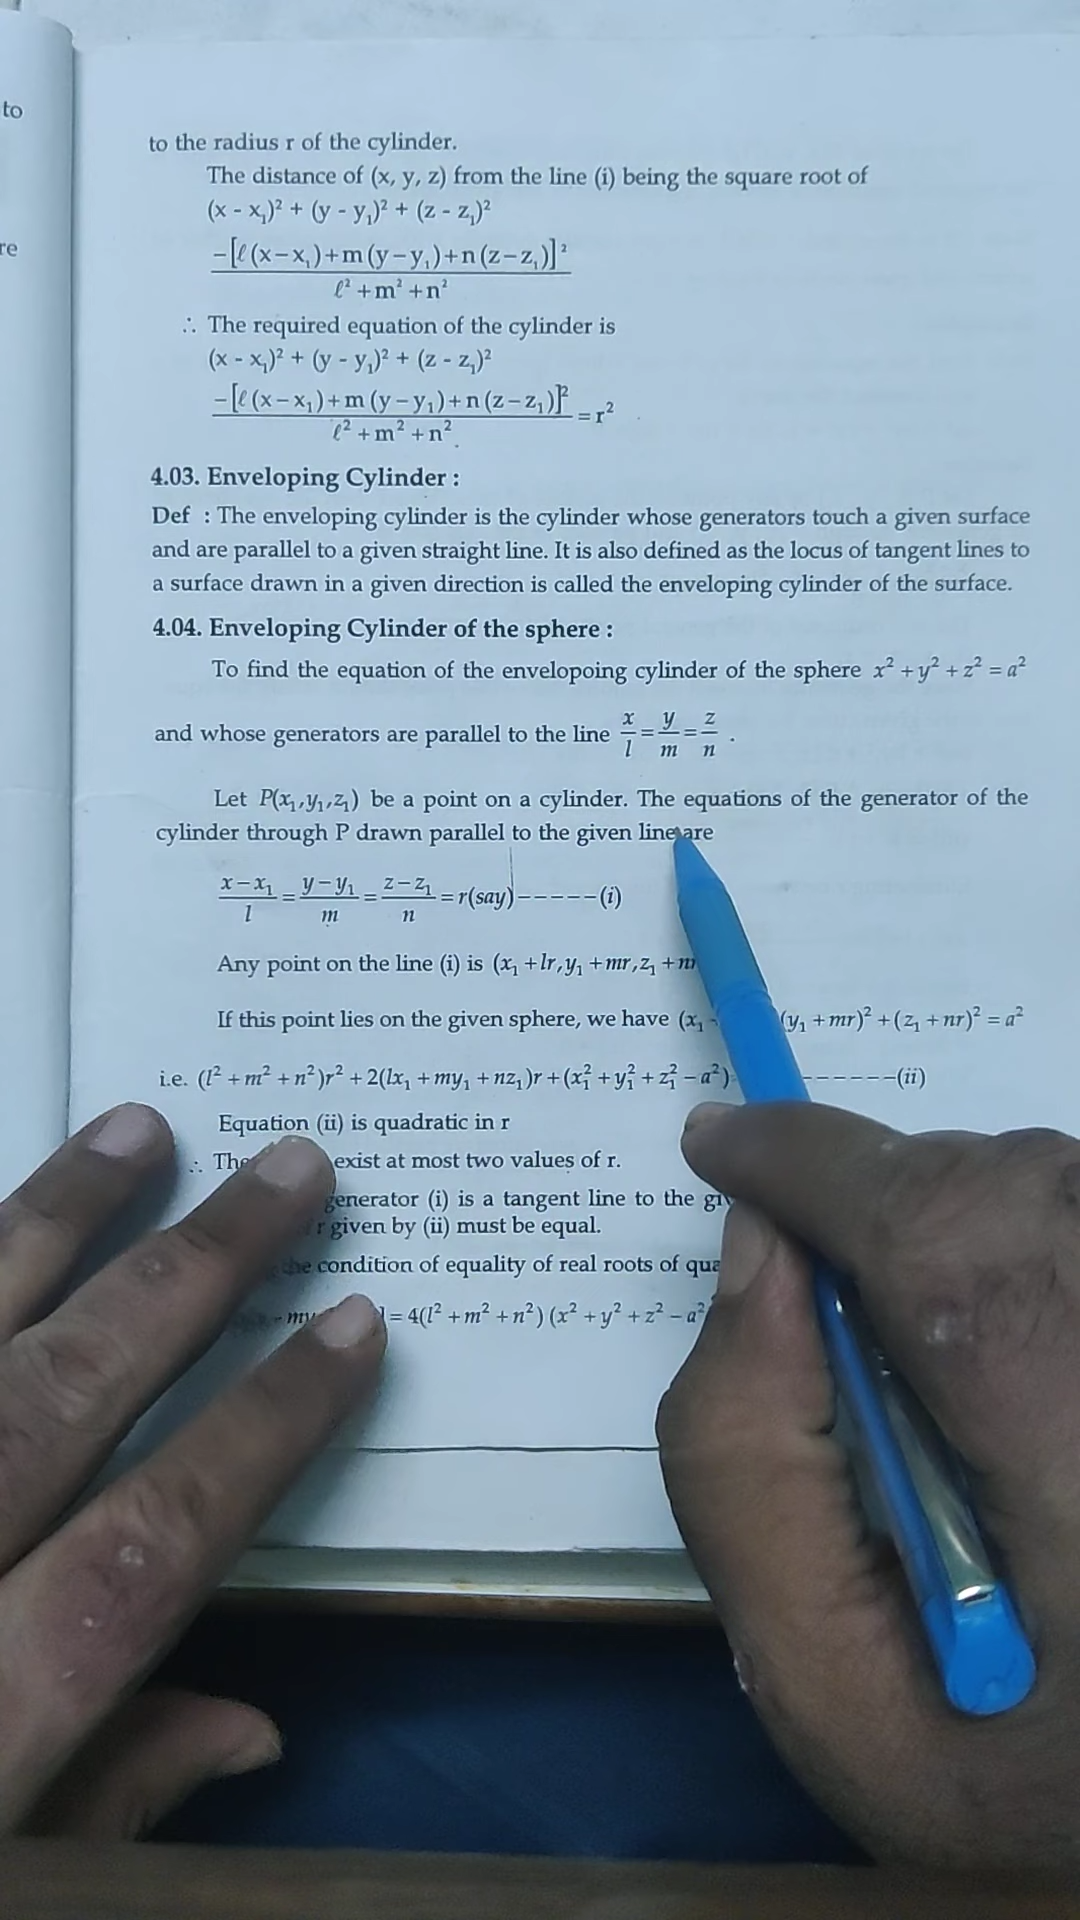 to
re
to the radius r of the cylinder.
The distance of (x, y, z) from the line (i) being the square root of
(x - x₁)² + (y - y₁)² + (z - z₁)²
−[ℓ(x−x₁)+m(y−y₁)+n(z−z₁)]²
ℓ²+m²+n²
∴ The required equation of the cylinder is
(x - x₁)² + (y - y₁)² + (z - z₁)²
−[ℓ(x−x₁)+m(y−y₁)+n(z−z₁)]² = r²
ℓ²+m²+n²
4.03. Enveloping Cylinder :
Def : The enveloping cylinder is the cylinder whose generators touch a given surface
and are parallel to a given straight line. It is also defined as the locus of tangent lines to
a surface drawn in a given direction is called the enveloping cylinder of the surface.
4.04. Enveloping Cylinder of the sphere :
To find the equation of the envelopoing cylinder of the sphere x²+y²+z²=a²
and whose generators are parallel to the line x/l = y/m = z/n .
Let P(x₁,y₁,z₁) be a point on a cylinder. The equations of the generator of the
cylinder through P drawn parallel to the given line are
(x−x₁)/l = (y−y₁)/m = (z−z₁)/n = r(say)-----(i)
Any point on the line (i) is (x₁+lr,y₁+mr,z₁+nr
If this point lies on the given sphere, we have (x₁ (y₁+mr)²+(z₁+nr)²=a²
i.e. (l²+m²+n²)r²+2(lx₁+my₁+nz₁)r+(x₁²+y₁²+z₁²−a²) ------(ii)
Equation (ii) is quadratic in r
∴ The exist at most two values of r.
generator (i) is a tangent line to the
r given by (ii) must be equal.
the condition of equality of real roots of
= 4(l²+m²+n²)(x²+y²+z²−a²